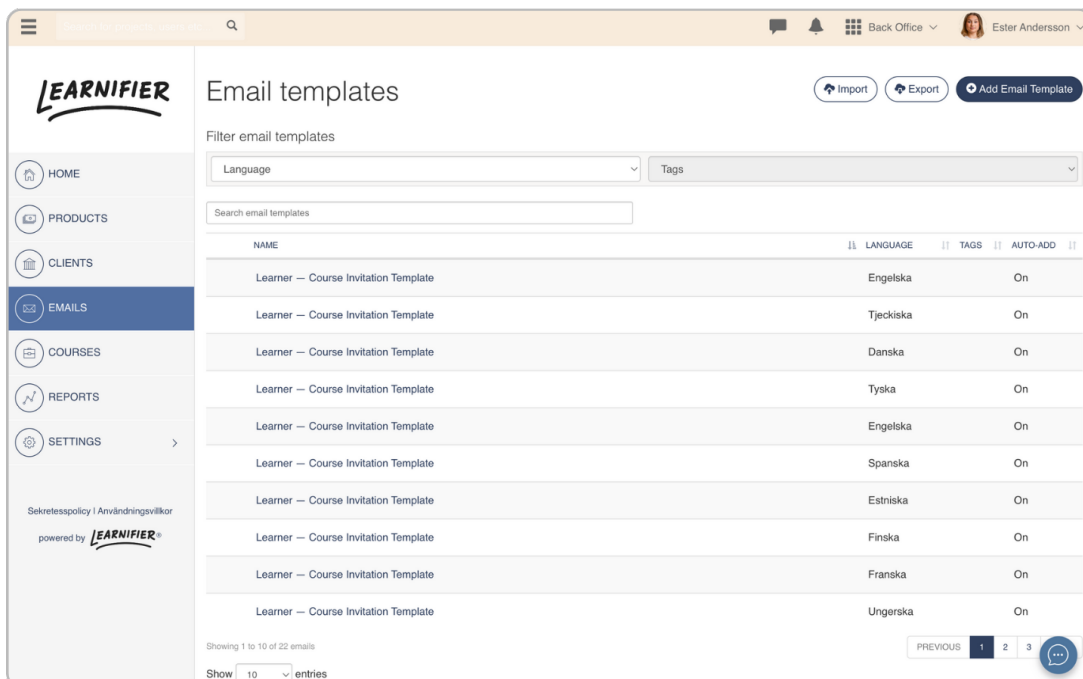 Back Office
Ester Andersson
LEARNIFIER
Email templates
Import
Export
Add Email Template
Filter email templates
Language
Tags
Search email templates
NAME LANGUAGE TAGS AUTO-ADD
Learner — Course Invitation Template Engelska On
Learner — Course Invitation Template Tjeckiska On
Learner — Course Invitation Template Danska On
Learner — Course Invitation Template Tyska On
Learner — Course Invitation Template Engelska On
Learner — Course Invitation Template Spanska On
Learner — Course Invitation Template Estniska On
Learner — Course Invitation Template Finska On
Learner — Course Invitation Template Franska On
Learner — Course Invitation Template Ungerska On
Showing 1 to 10 of 22 emails
PREVIOUS 1 2 3
Show 10 entries
HOME
PRODUCTS
CLIENTS
EMAILS
COURSES
REPORTS
SETTINGS
Sekretesspolicy | Användningsvillkor
powered by LEARNIFIER®